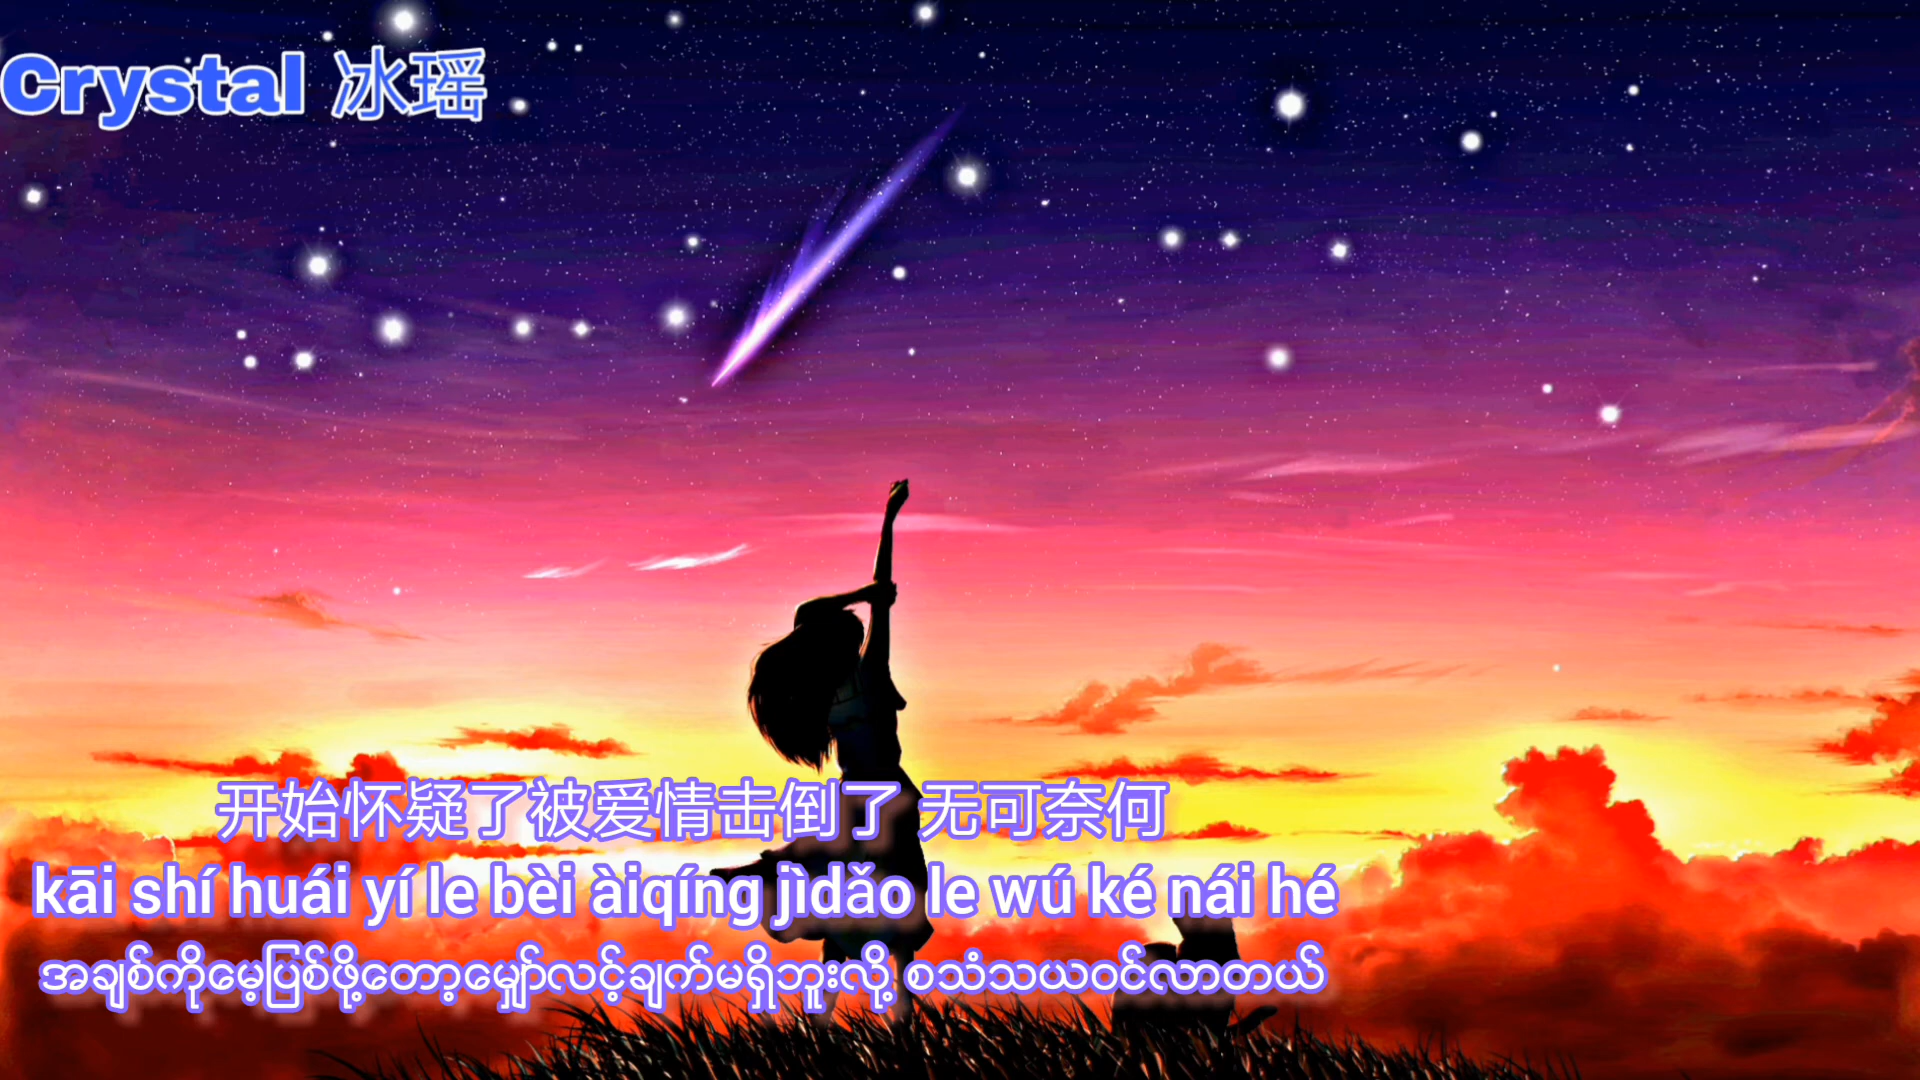 Crystal 冰瑶
开始怀疑了被爱情击倒了 无可奈何
kāi shí huái yí le bèi àiqíng jìdǎo le wú ké nái hé
အချစ်ကိုမေ့ပြစ်ဖို့တော့မျှော်လင့်ချက်မရှိဘူးလို့ စသံသယဝင်လာတယ်